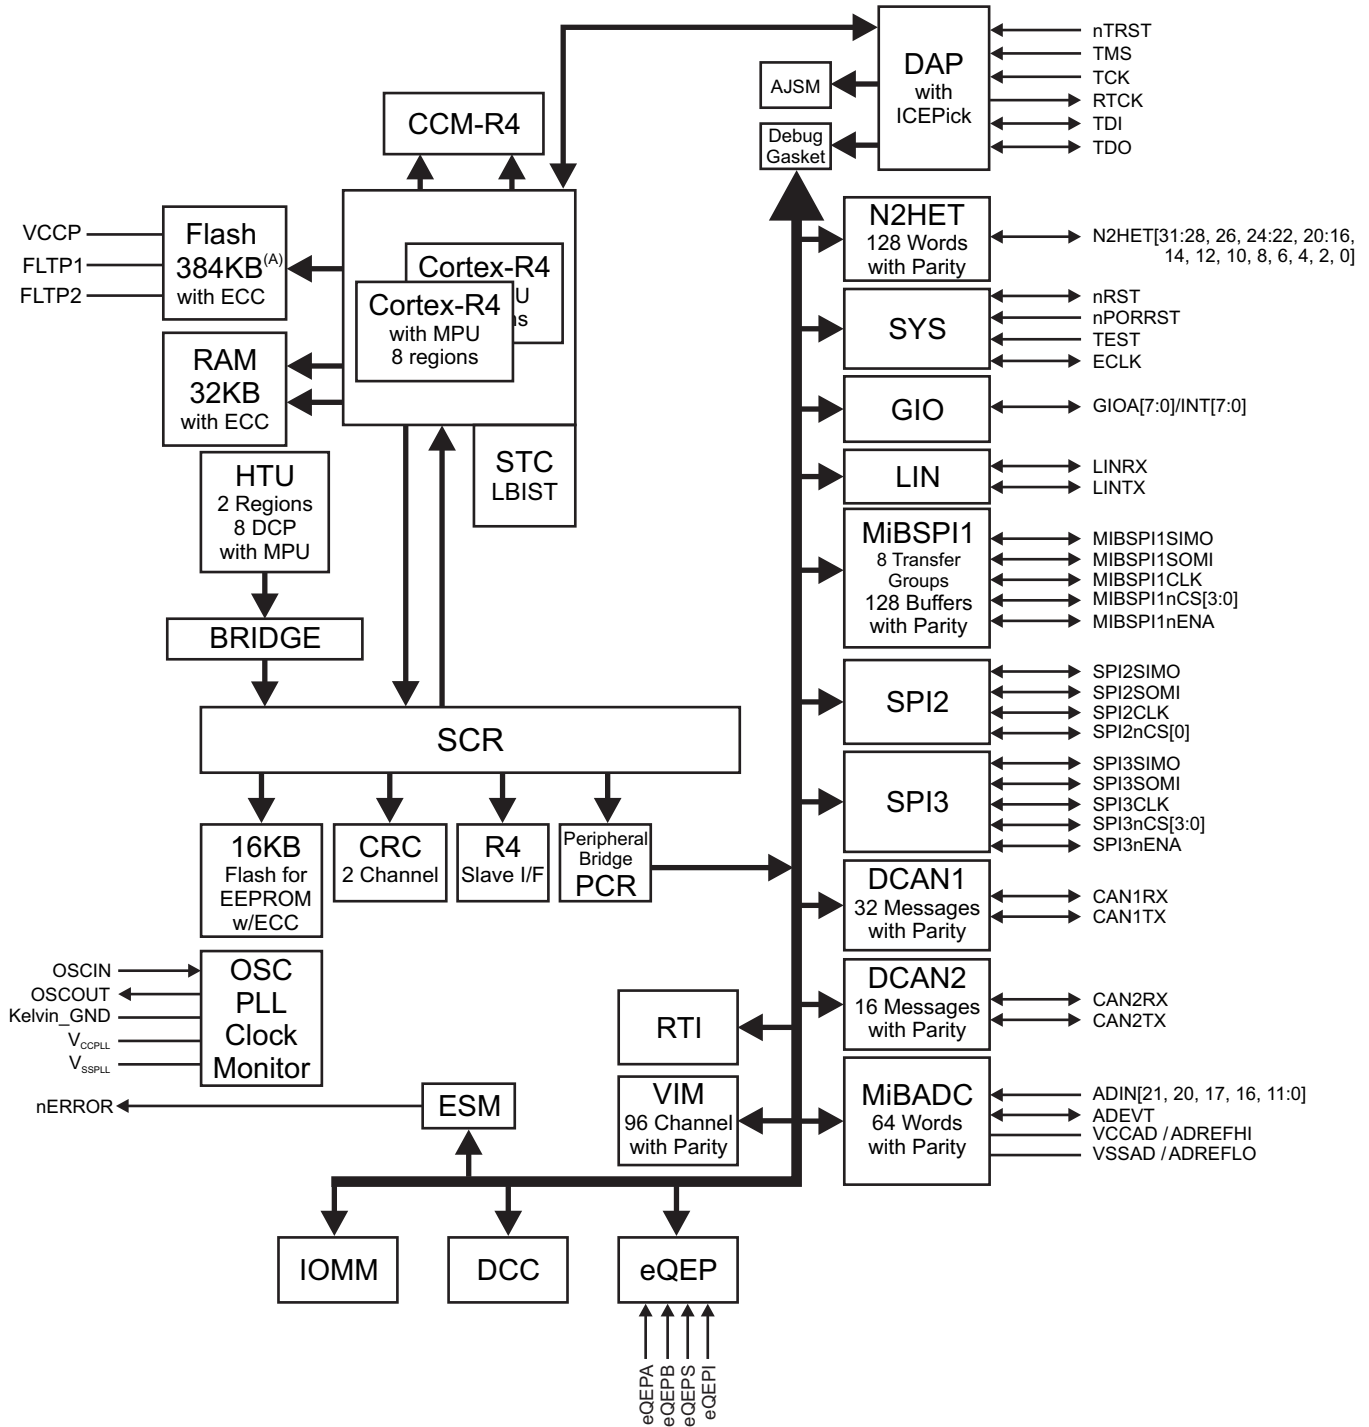 DAP
with
ICEPick
nTRST
TMS
TCK
RTCK
TDI
TDO
AJSM
Debug
Gasket
CCM-R4
VCCP
FLTP1
FLTP2
Flash
384KB(A)
with ECC
Cortex-R4
U
ns
Cortex-R4
with MPU
8 regions
RAM
32KB
with ECC
HTU
2 Regions
8 DCP
with MPU
STC
LBIST
BRIDGE
SCR
16KB
Flash for
EEPROM
w/ECC
CRC
2 Channel
R4
Slave I/F
Peripheral
Bridge
PCR
N2HET
128 Words
with Parity
N2HET[31:28, 26, 24:22, 20:16,
14, 12, 10, 8, 6, 4, 2, 0]
SYS
nRST
nPORRST
TEST
ECLK
GIO
GIOA[7:0]/INT[7:0]
LIN
LINRX
LINTX
MiBSPI1
8 Transfer
Groups
128 Buffers
with Parity
MIBSPI1SIMO
MIBSPI1SOMI
MIBSPI1CLK
MIBSPI1nCS[3:0]
MIBSPI1nENA
SPI2
SPI2SIMO
SPI2SOMI
SPI2CLK
SPI2nCS[0]
SPI3
SPI3SIMO
SPI3SOMI
SPI3CLK
SPI3nCS[3:0]
SPI3nENA
DCAN1
32 Messages
with Parity
CAN1RX
CAN1TX
DCAN2
16 Messages
with Parity
CAN2RX
CAN2TX
MiBADC
64 Words
with Parity
ADIN[21, 20, 17, 16, 11:0]
ADEVT
VCCAD / ADREFHI
VSSAD / ADREFLO
OSCIN
OSCOUT
Kelvin_GND
VCCPLL
VSSPLL
OSC
PLL
Clock
Monitor
RTI
VIM
96 Channel
with Parity
nERROR
ESM
IOMM
DCC
eQEP
eQEPA
eQEPB
eQEPS
eQEPI